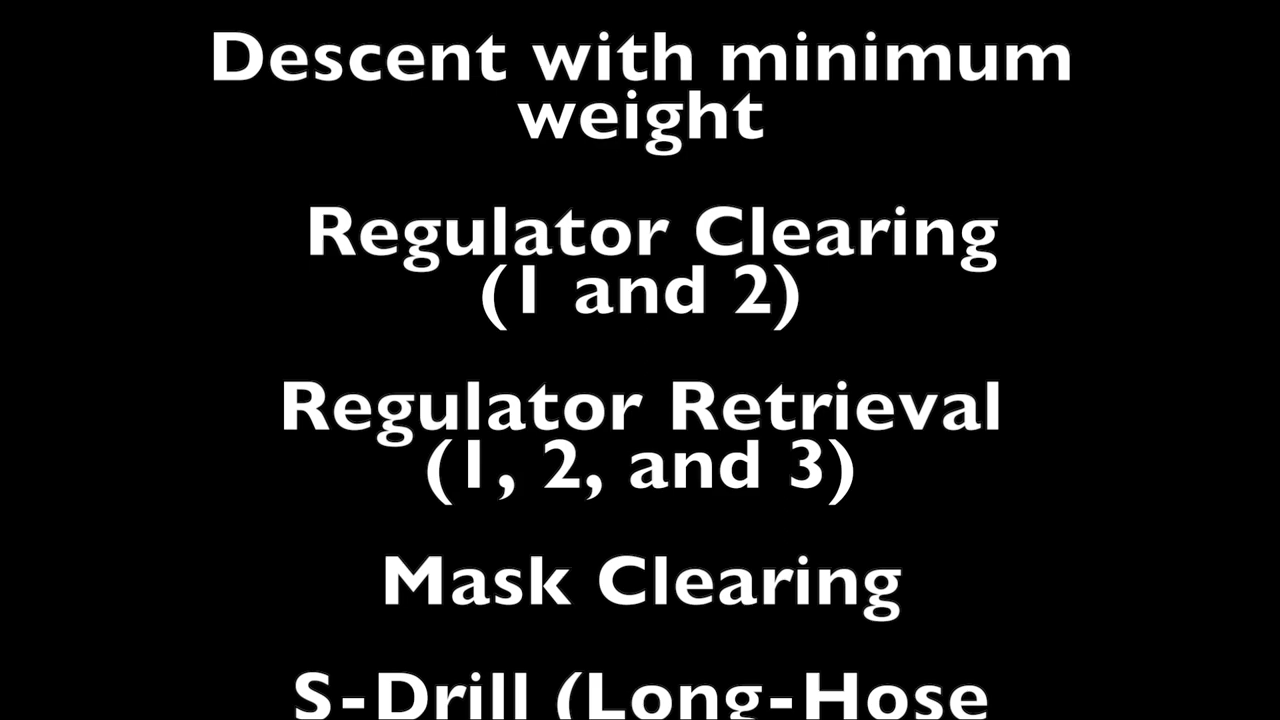 Descent with minimum
weight
Regulator Clearing
(1 and 2)
Regulator Retrieval
(1, 2, and 3)
Mask Clearing
S-Drill (Long-Hose